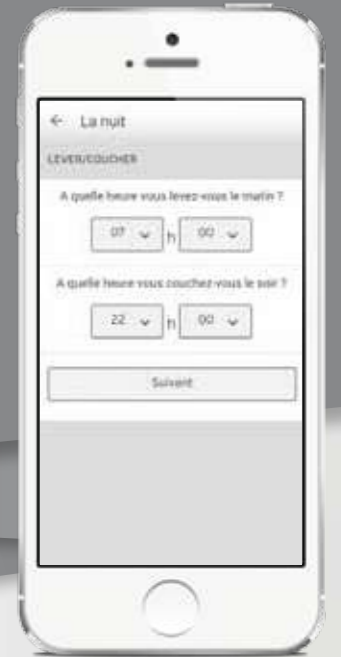 ← La nuit
LEVER/COUCHER
A quelle heure vous levez-vous le matin ?
07 h 00
A quelle heure vous couchez-vous le soir ?
22 h 00
Suivant